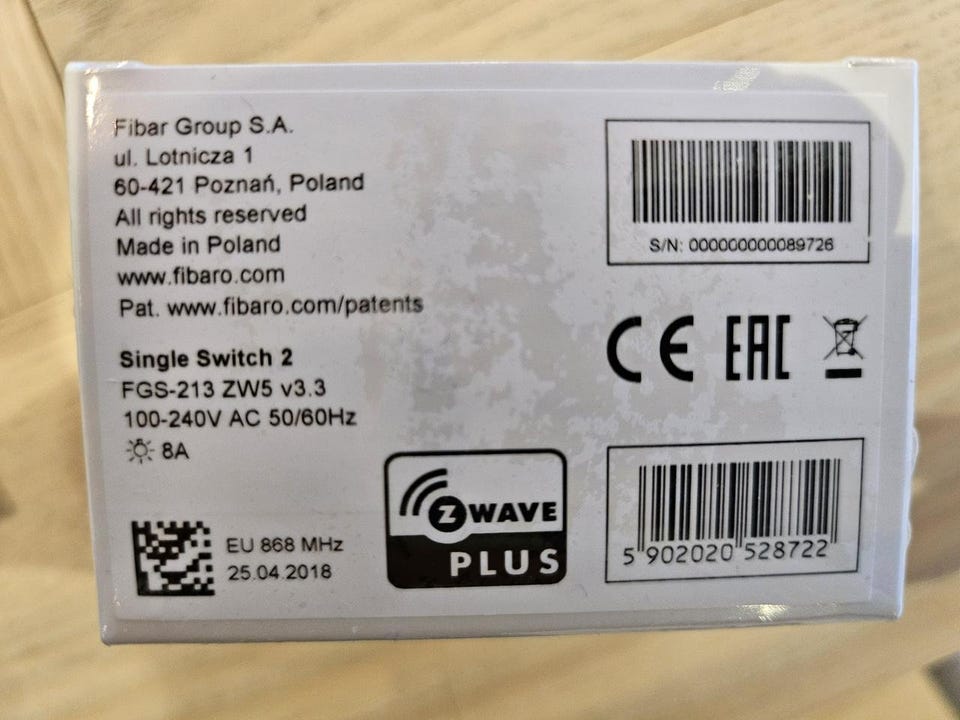 Fibar Group S.A.
ul. Lotnicza 1
60-421 Poznań, Poland
All rights reserved
Made in Poland
www.fibaro.com
Pat. www.fibaro.com/patents
Single Switch 2
FGS-213 ZW5 v3.3
100-240V AC 50/60Hz
8A
EU 868 MHz
25.04.2018
Z WAVE
PLUS
S/N: 000000000089726
CE EAC
5 902020 528722